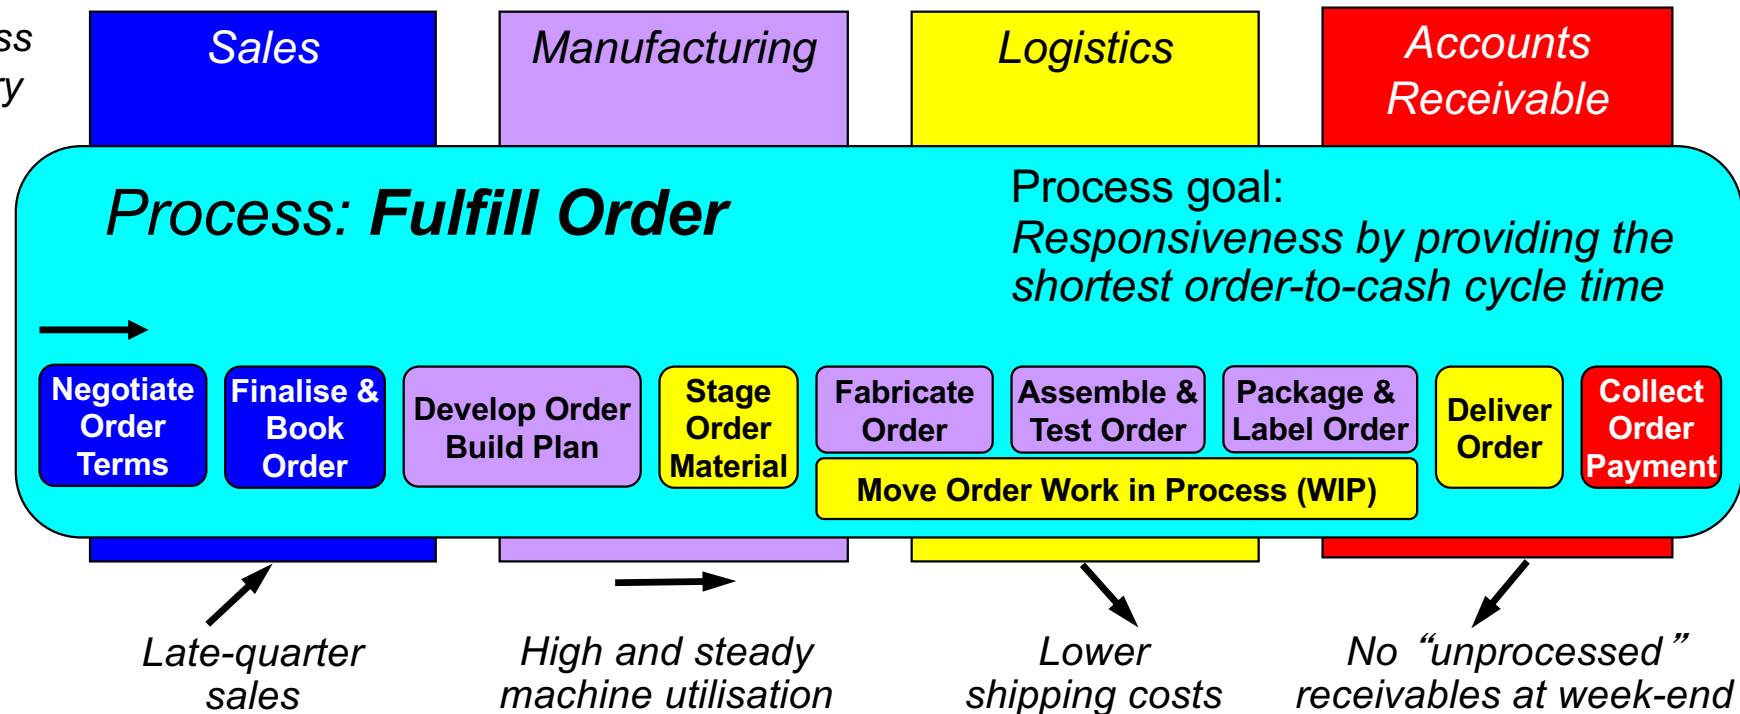 Sales
Manufacturing
Logistics
Accounts
Receivable
Process: Fulfill Order
Process goal:
Responsiveness by providing the
shortest order-to-cash cycle time
Negotiate
Order
Terms
Finalise &
Book
Order
Develop Order
Build Plan
Stage
Order
Material
Fabricate
Order
Assemble &
Test Order
Package &
Label Order
Move Order Work in Process (WIP)
Deliver
Order
Collect
Order
Payment
Late-quarter
sales
High and steady
machine utilisation
Lower
shipping costs
No “unprocessed”
receivables at week-end